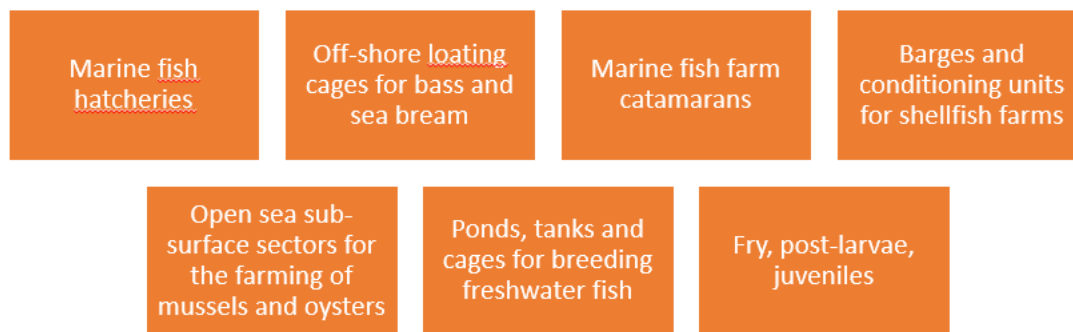 Marine fish
hatcheries
Off-shore loating
cages for bass and
sea bream
Marine fish farm
catamarans
Barges and
conditioning units
for shellfish farms
Open sea sub-
surface sectors for
the farming of
mussels and oysters
Ponds, tanks and
cages for breeding
freshwater fish
Fry, post-larvae,
juveniles